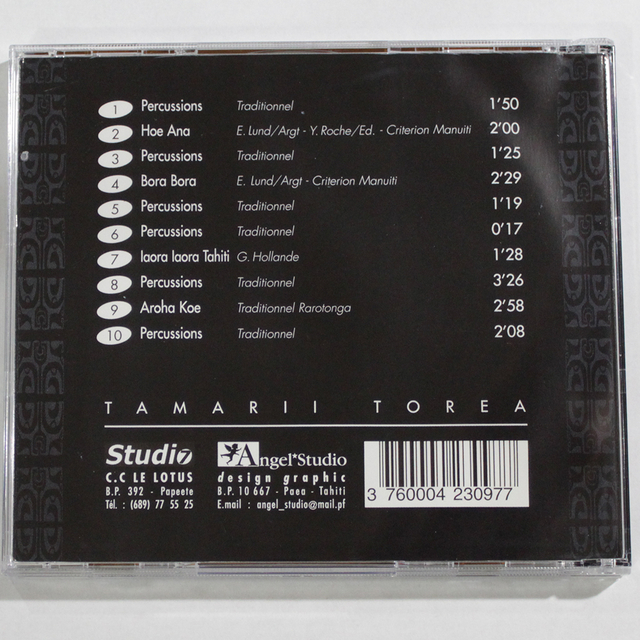 1 Percussions Traditionnel 1'50
2 Hoe Ana E. Lund/Argt - Y. Roche/Ed. - Criterion Manuiti 2'00
3 Percussions Traditionnel 1'25
4 Bora Bora E. Lund/Argt - Criterion Manuiti 2'29
5 Percussions Traditionnel 1'19
6 Percussions Traditionnel 0'17
7 Iaora Iaora Tahiti G. Hollande 1'28
8 Percussions Traditionnel 3'26
9 Aroha Koe Traditionnel Rarotonga 2'58
10 Percussions Traditionnel 2'08
TAMARII TOREA
Studio7
C.C LE LOTUS
B.P. 392 - Papeete
Tél. : (689) 77 55 25
Angel*Studio
design graphic
B.P. 10 667 - Paea - Tahiti
E.mail : angel_studio@mail.pf
3 760004 230977